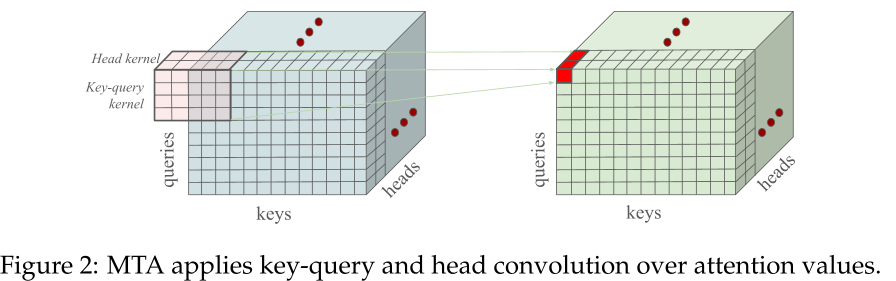 Head kernel
Key-query
kernel
queries
keys
heads
queries
keys
heads
Figure 2: MTA applies key-query and head convolution over attention values.